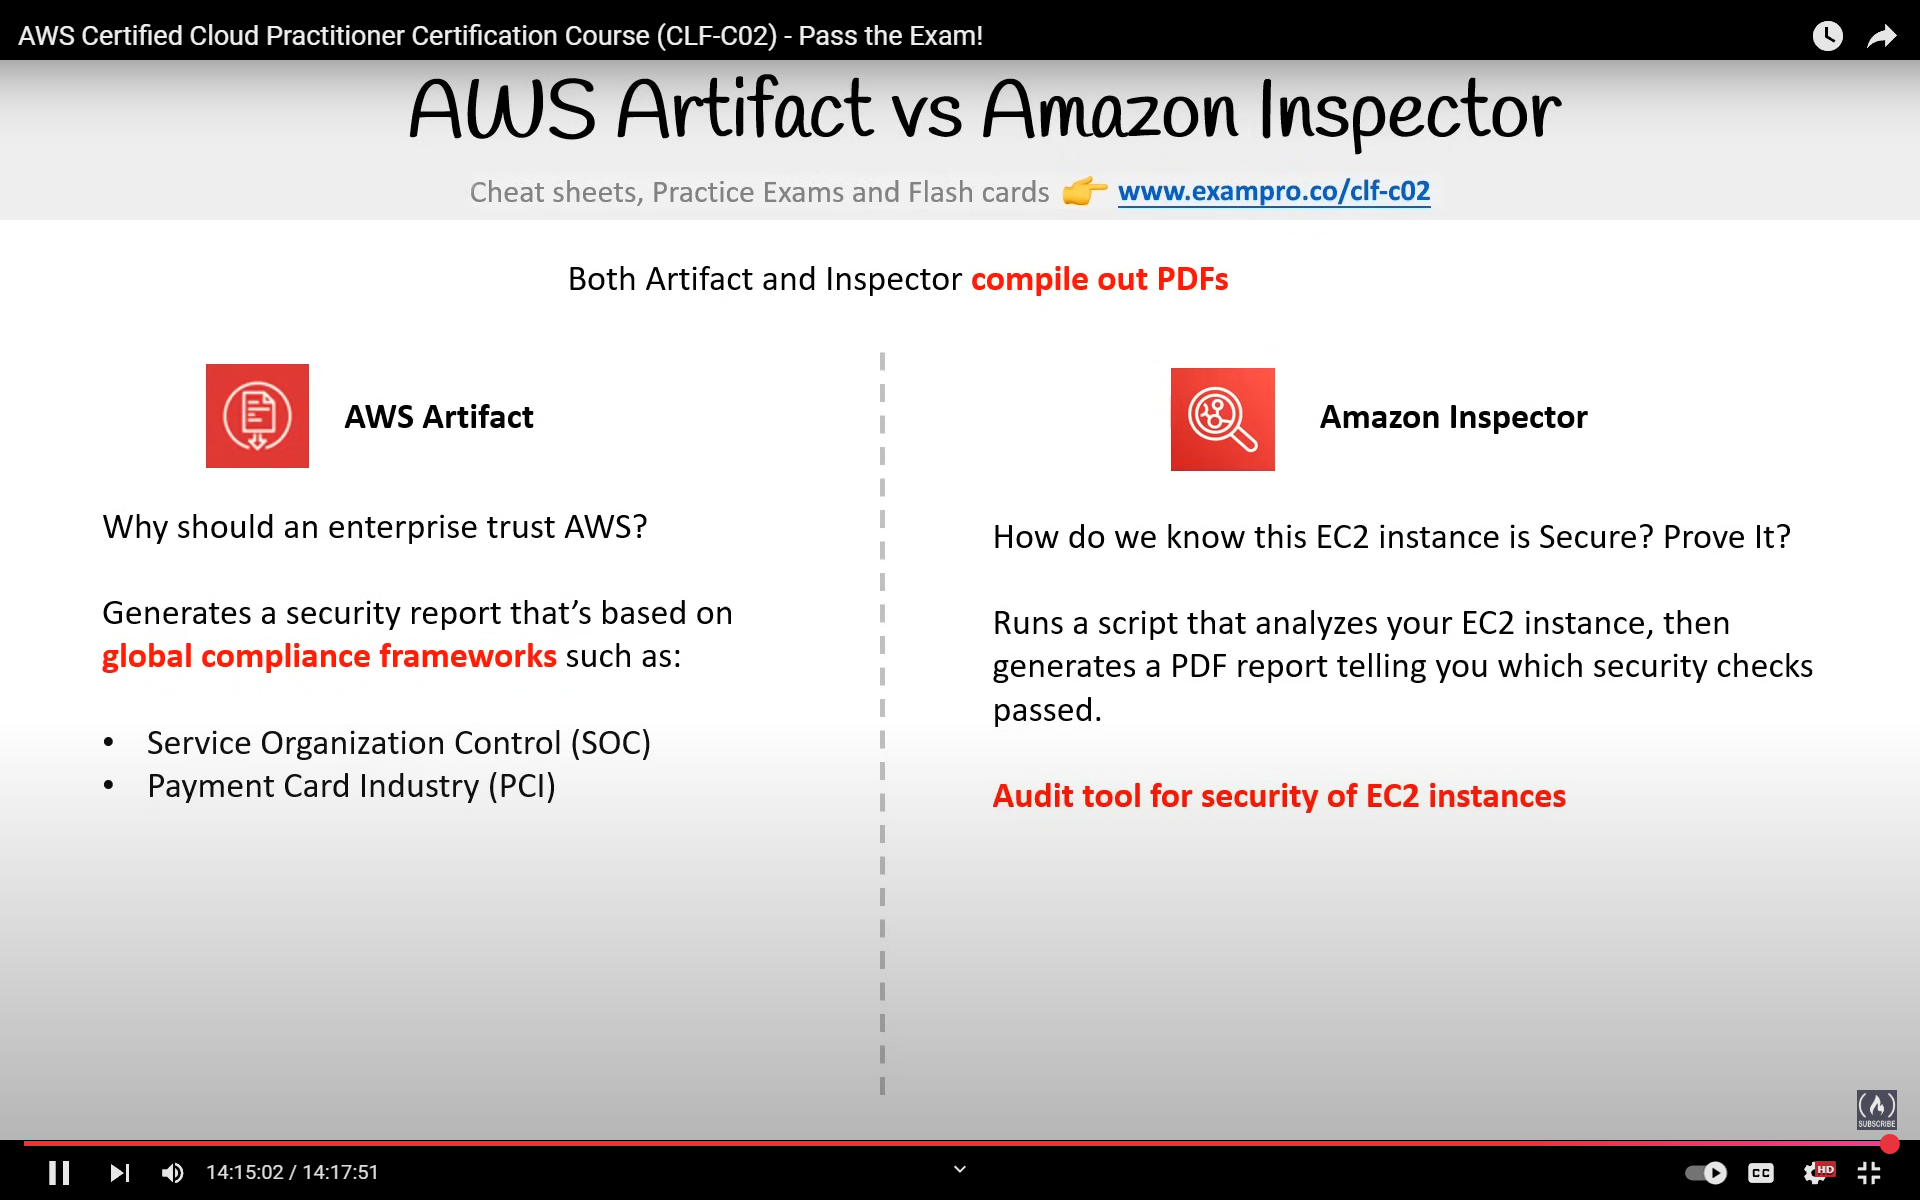 AWS Certified Cloud Practitioner Certification Course (CLF-C02) - Pass the Exam!
AWS Artifact vs Amazon Inspector
Cheat sheets, Practice Exams and Flash cards 👉 www.exampro.co/clf-c02
Both Artifact and Inspector compile out PDFs
AWS Artifact
Why should an enterprise trust AWS?
Generates a security report that’s based on
global compliance frameworks such as:
• Service Organization Control (SOC)
• Payment Card Industry (PCI)
Amazon Inspector
How do we know this EC2 instance is Secure? Prove It?
Runs a script that analyzes your EC2 instance, then
generates a PDF report telling you which security checks
passed.
Audit tool for security of EC2 instances
SUBSCRIBE
14:15:02 / 14:17:51
CC
HD